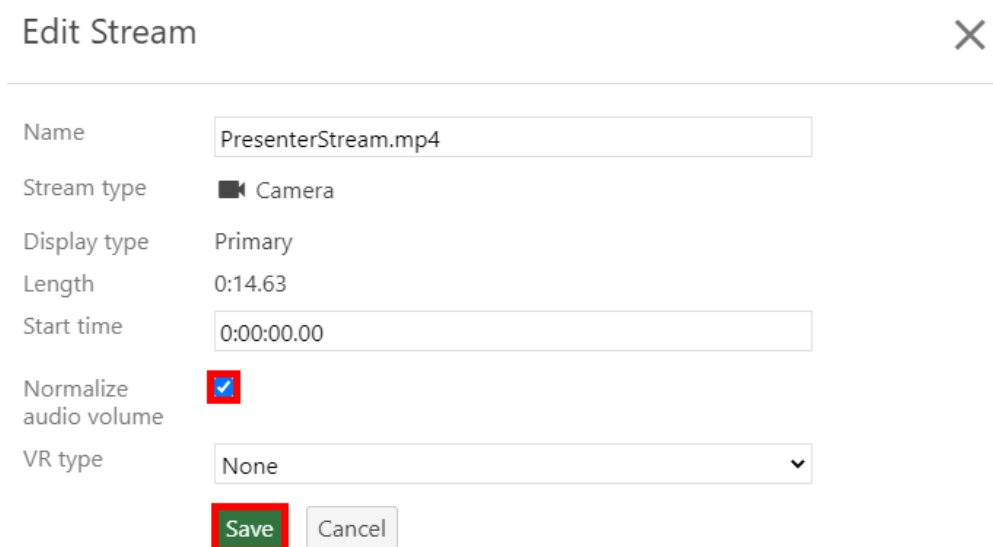 Edit Stream
Name
PresenterStream.mp4
Stream type
Camera
Display type
Primary
Length
0:14.63
Start time
0:00:00.00
Normalize
audio volume
VR type
None
Save
Cancel